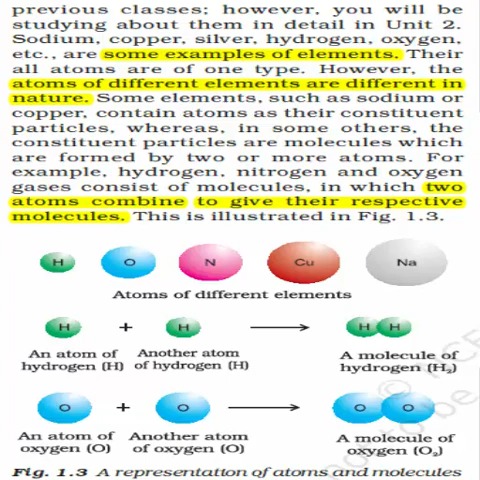 previous classes; however, you will be
studying about them in detail in Unit 2.
Sodium, copper, silver, hydrogen, oxygen,
etc., are some examples of elements. Their
all atoms are of one type. However, the
atoms of different elements are different in
nature. Some elements, such as sodium or
copper, contain atoms as their constituent
particles, whereas, in some others, the
constituent particles are molecules which
are formed by two or more atoms. For
example, hydrogen, nitrogen and oxygen
gases consist of molecules, in which two
atoms combine to give their respective
molecules. This is illustrated in Fig. 1.3.
H O N Cu Na
Atoms of different elements
H + H H H
An atom of Another atom A molecule of
hydrogen (H) of hydrogen (H) hydrogen (H₂)
O + O O O
An atom of Another atom A molecule of
oxygen (O) of oxygen (O) oxygen (O₂)
Fig. 1.3 A representation of atoms and molecules